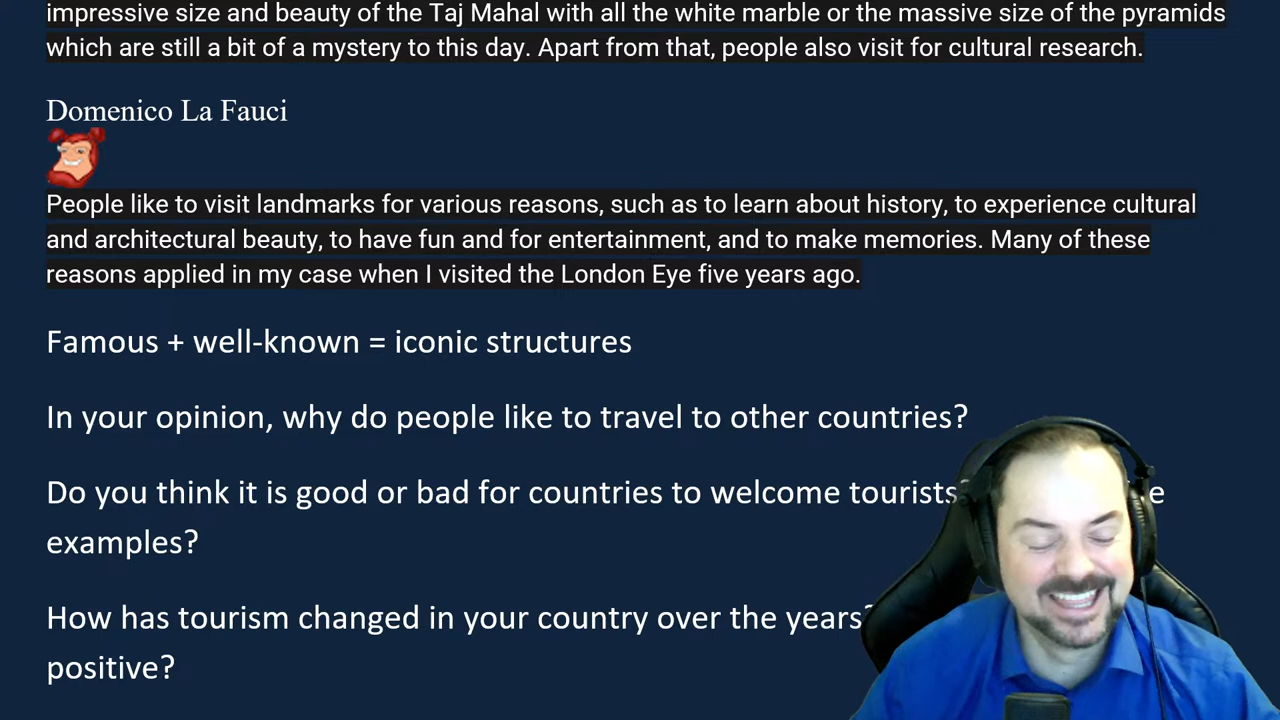 impressive size and beauty of the Taj Mahal with all the white marble or the massive size of the pyramids
which are still a bit of a mystery to this day. Apart from that, people also visit for cultural research.
Domenico La Fauci
People like to visit landmarks for various reasons, such as to learn about history, to experience cultural
and architectural beauty, to have fun and for entertainment, and to make memories. Many of these
reasons applied in my case when I visited the London Eye five years ago.
Famous + well-known = iconic structures
In your opinion, why do people like to travel to other countries?
Do you think it is good or bad for countries to welcome tourists?
examples?
How has tourism changed in your country over the years?
positive?